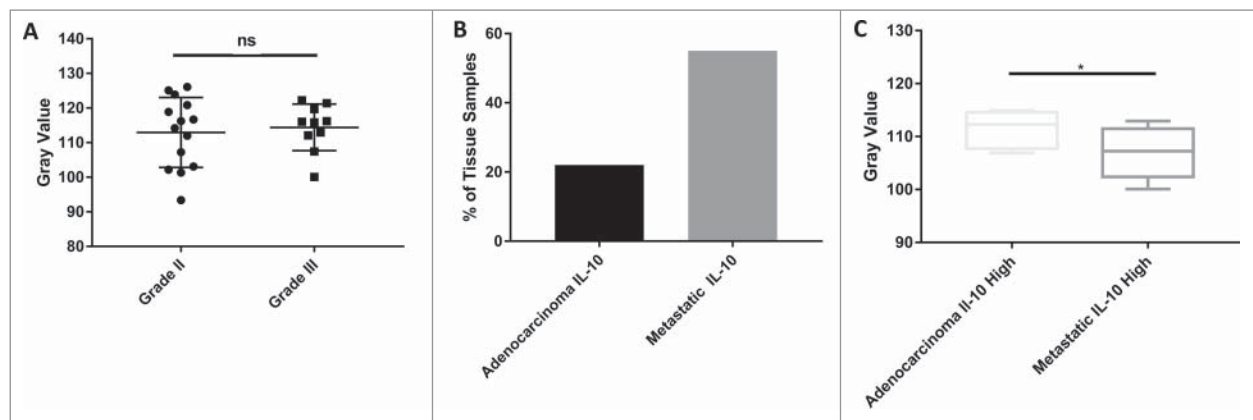 A
ns
Gray Value
140
130
120
110
100
90
80
Grade II
Grade III
B
% of Tissue Samples
60
40
20
0
Adenocarcinoma IL-10
Metastatic IL-10
C
*
Gray Value
130
120
110
100
90
Adenocarcinoma Il-10 High
Metastatic IL-10 High